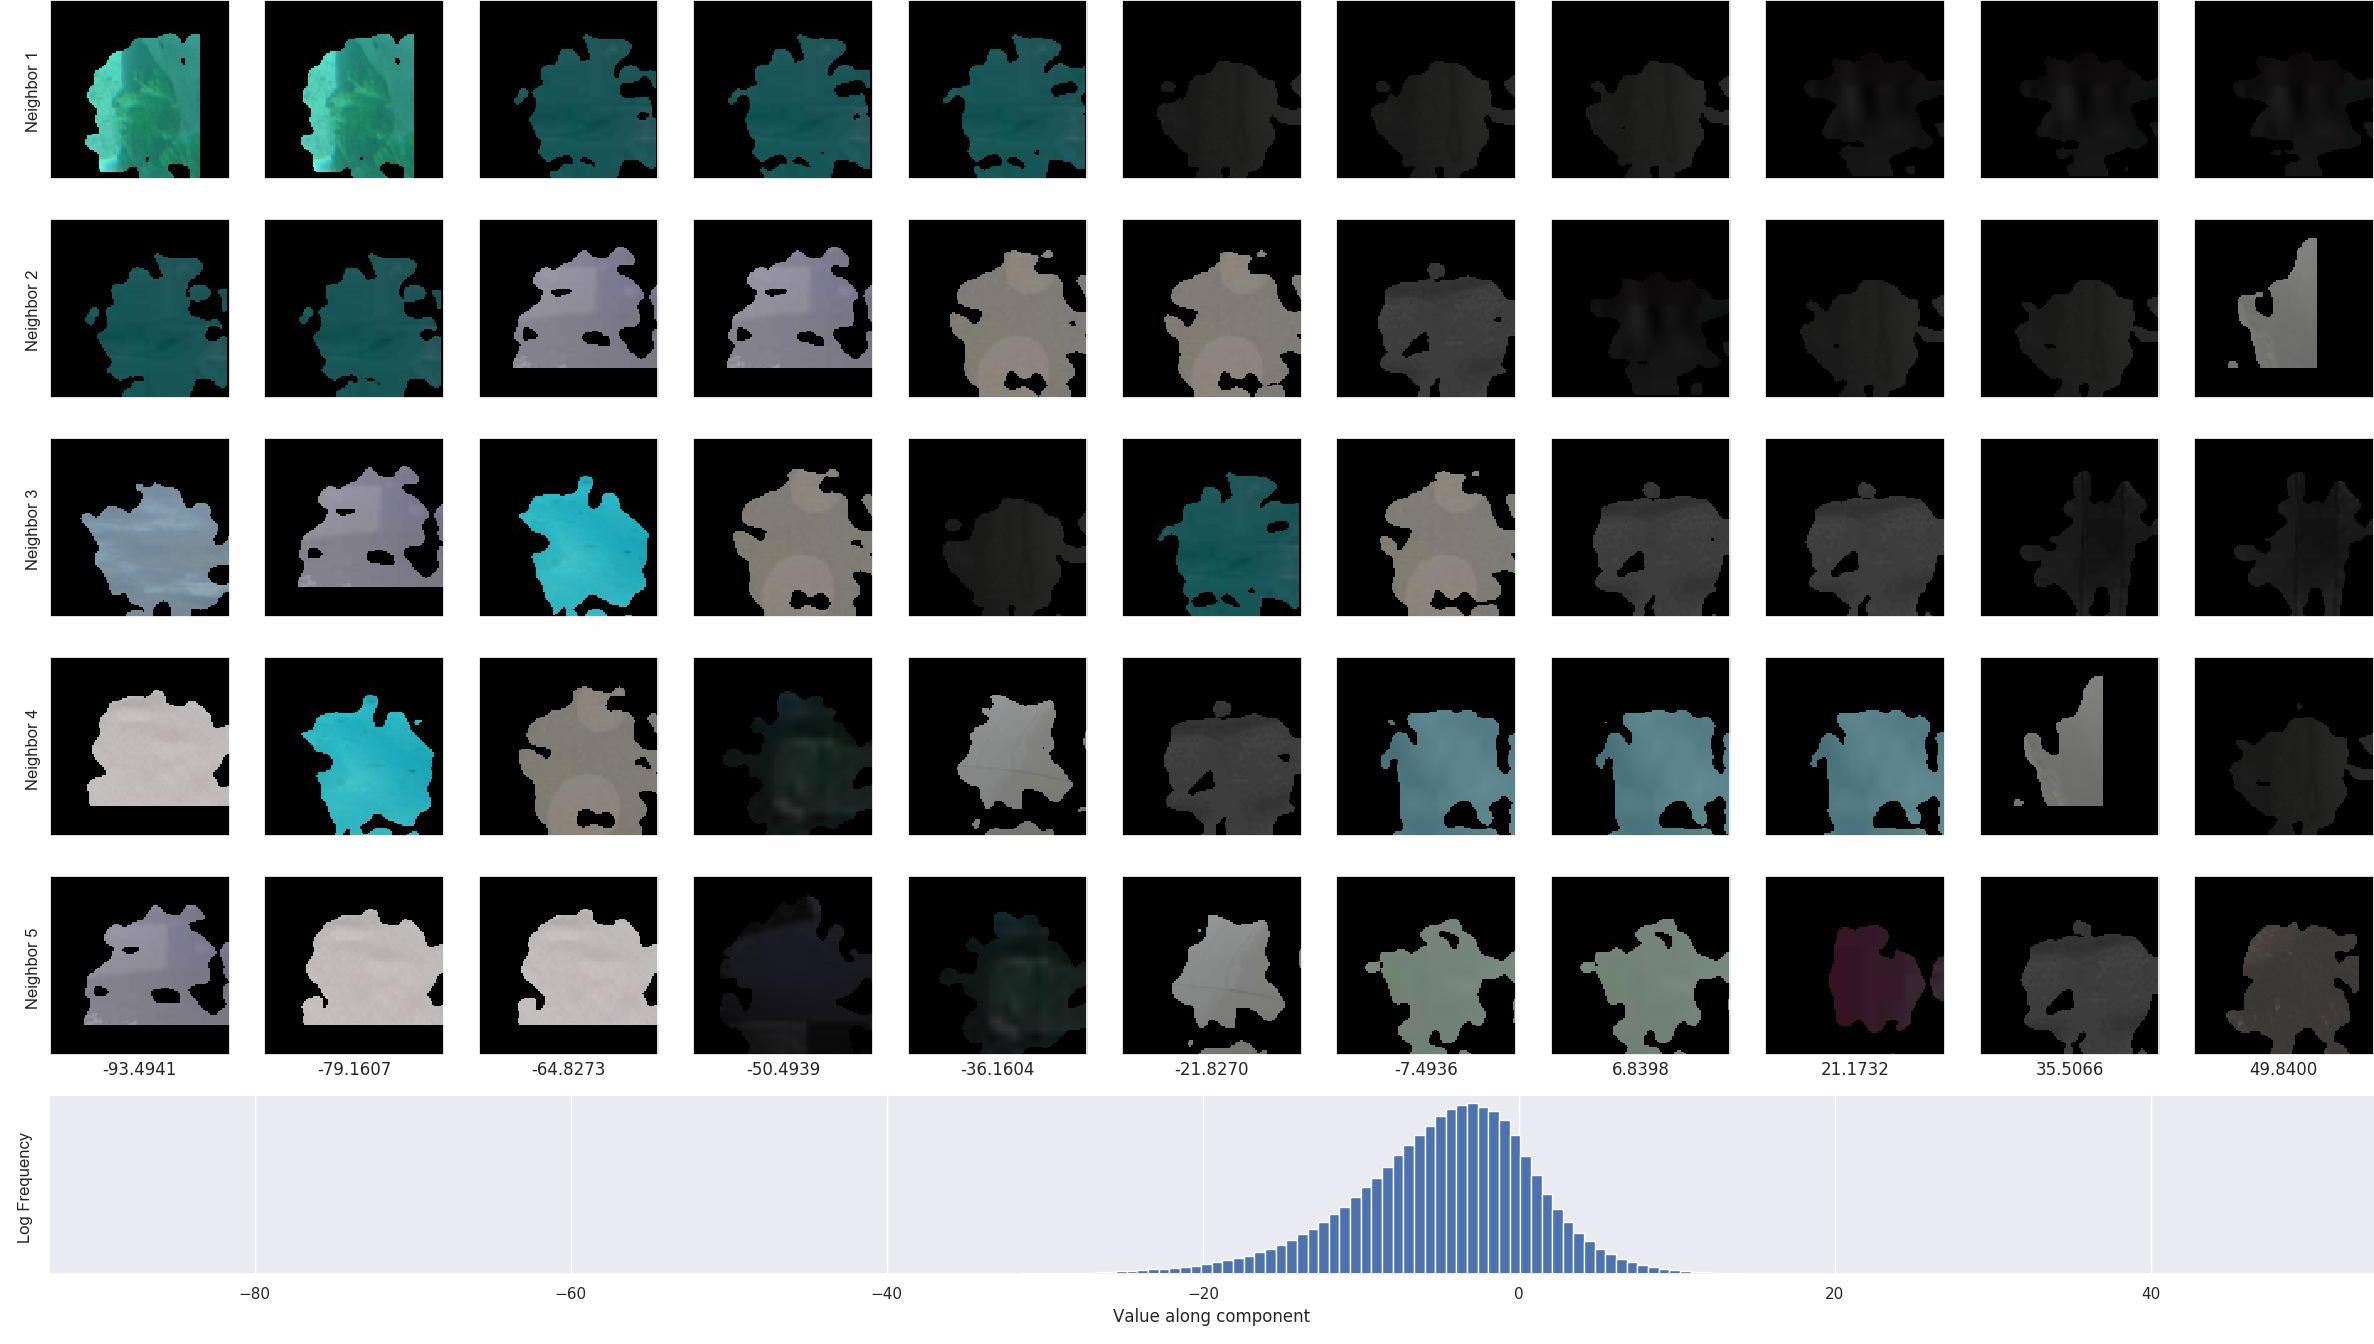 Neighbor 1
Neighbor 2
Neighbor 3
Neighbor 4
Neighbor 5
-93.4941 -79.1607 -64.8273 -50.4939 -36.1604 -21.8270 -7.4936 6.8398 21.1732 35.5066 49.8400
Log Frequency
−80 −60 −40 −20 0 20 40
Value along component